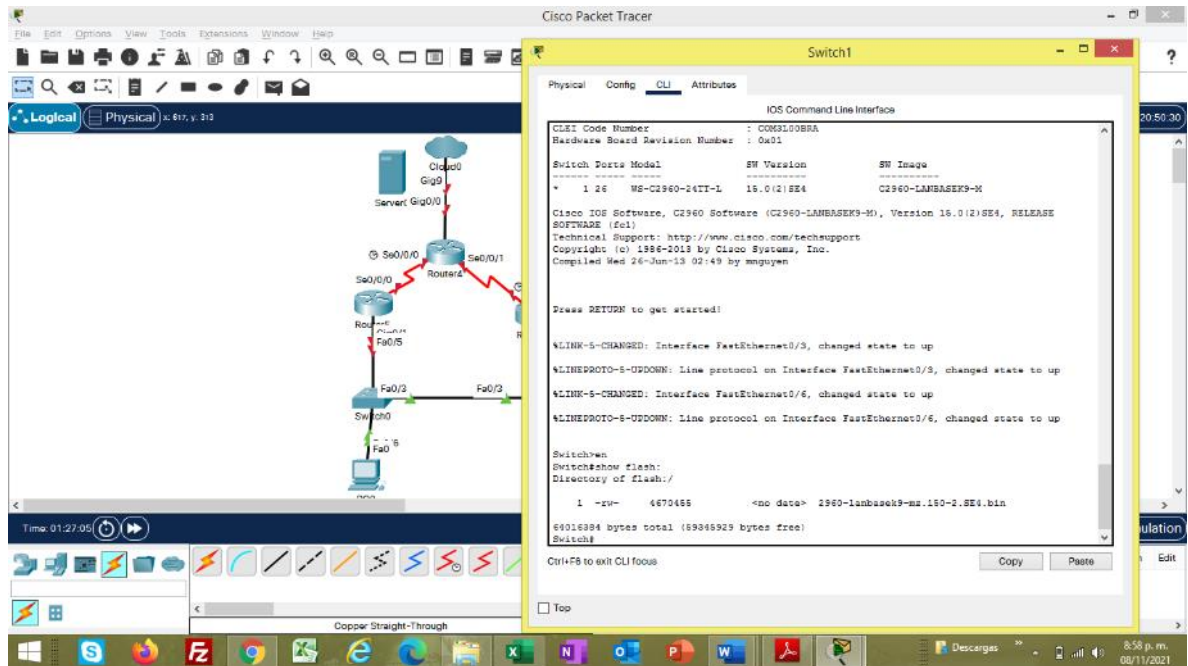 Cisco Packet Tracer
File Edit Options View Tools Extensions Window Help
Logical Physical x: 617, y: 313
20:50:30
Cloud0
Gig9
Gig0/0
Se0/0/0
Se0/0/1
Router4
Se0/0/0
Fa0/5
Fa0/3
Fa0/3
Switch0
Fa0
Time: 01:27:05
Copper Straight-Through
Switch1
Physical Config CLI Attributes
IOS Command Line Interface
CLEI Code Number : COM3L00BRA
Hardware Board Revision Number : 0x01
Switch Ports Model SW Version SW Image
------ ----- ----- ---------- ----------
* 1 26 WS-C2960-24TT-L 15.0(2)SE4 C2960-LANBASEK9-M
Cisco IOS Software, C2960 Software (C2960-LANBASEK9-M), Version 15.0(2)SE4, RELEASE
SOFTWARE (fc1)
Technical Support: http://www.cisco.com/techsupport
Copyright (c) 1986-2013 by Cisco Systems, Inc.
Compiled Wed 26-Jun-13 02:49 by mnguyen
Press RETURN to get started!
%LINK-5-CHANGED: Interface FastEthernet0/3, changed state to up
%LINEPROTO-5-UPDOWN: Line protocol on Interface FastEthernet0/3, changed state to up
%LINK-5-CHANGED: Interface FastEthernet0/6, changed state to up
%LINEPROTO-5-UPDOWN: Line protocol on Interface FastEthernet0/6, changed state to up
Switch>en
Switch#show flash:
Directory of flash:/
1 -rw- 4670455 <no date> 2960-lanbasek9-mz.150-2.SE4.bin
64016384 bytes total (59345929 bytes free)
Switch#
Ctrl+F6 to exit CLI focus
Copy Paste
Top
Edit
Descargas
8:58 p. m.
08/11/2021